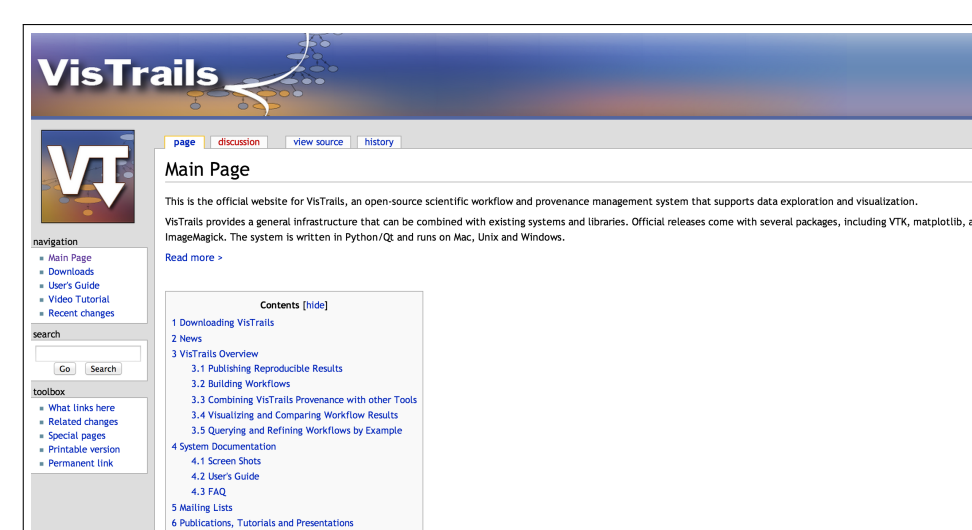 VisTrails
VT
page discussion view source history
Main Page
This is the official website for VisTrails, an open-source scientific workflow and provenance management system that supports data exploration and visualization.
VisTrails provides a general infrastructure that can be combined with existing systems and libraries. Official releases come with several packages, including VTK, matplotlib,
ImageMagick. The system is written in Python/Qt and runs on Mac, Unix and Windows.
Read more >
navigation
Main Page
Downloads
User's Guide
Video Tutorial
Recent changes
search
Go Search
toolbox
What links here
Related changes
Special pages
Printable version
Permanent link
Contents [hide]
1 Downloading VisTrails
2 News
3 VisTrails Overview
3.1 Publishing Reproducible Results
3.2 Building Workflows
3.3 Combining VisTrails Provenance with other Tools
3.4 Visualizing and Comparing Workflow Results
3.5 Querying and Refining Workflows by Example
4 System Documentation
4.1 Screen Shots
4.2 User's Guide
4.3 FAQ
5 Mailing Lists
6 Publications, Tutorials and Presentations